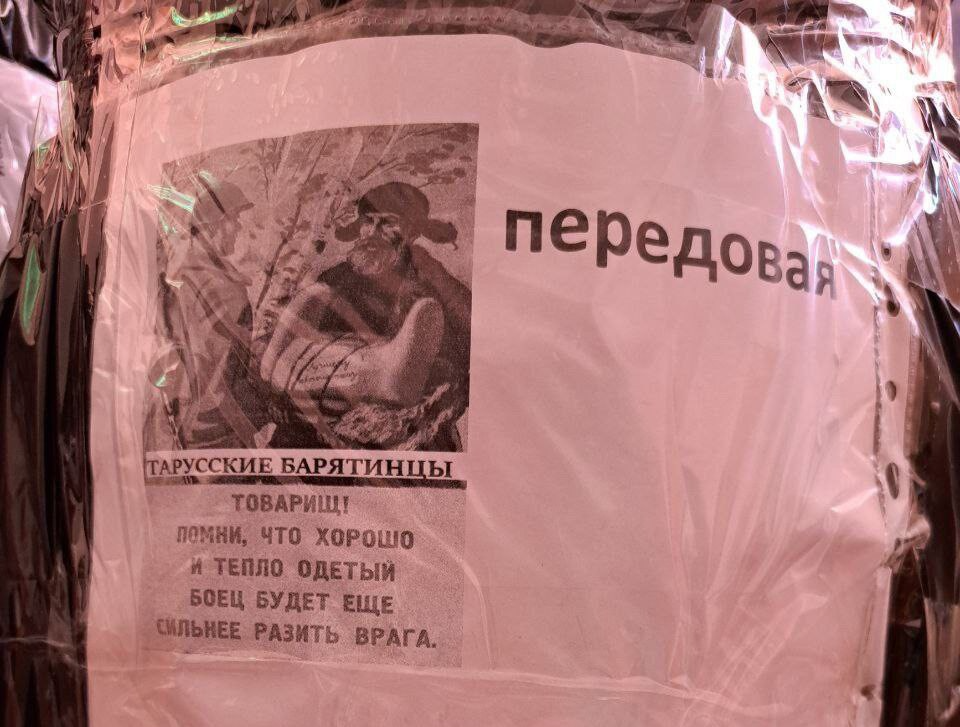 передовая
ТАРУССКИЕ БАРЯТИНЦЫ
ТОВАРИЩ!
ПОМНИ, ЧТО ХОРОШО
И ТЕПЛО ОДЕТЫЙ
БОЕЦ БУДЕТ ЕЩЕ
СИЛЬНЕЕ РАЗИТЬ ВРАГА.